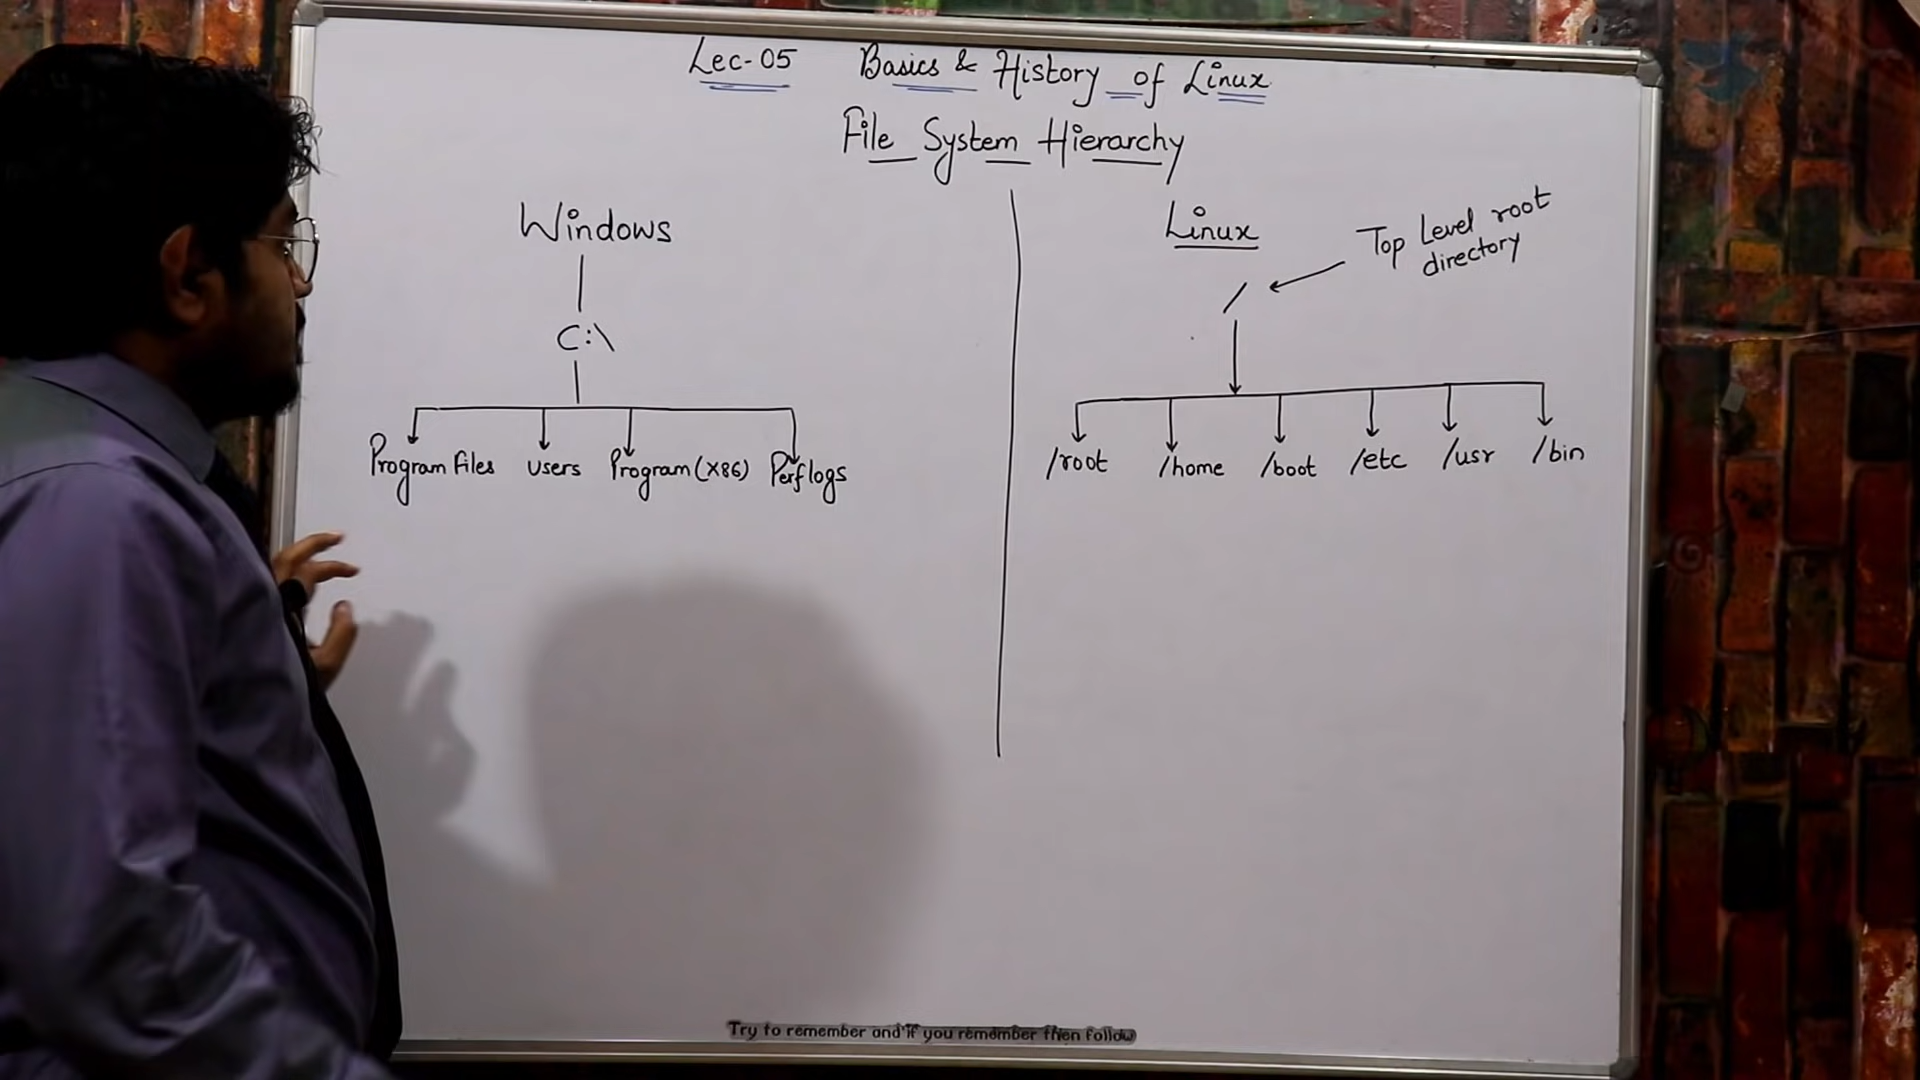 Lec-05 Basics & History of Linux
File System Hierarchy
Windows
C:\
Program Files users Program(X86) Perflogs
Linux
Top Level root
directory
/
/root /home /boot /etc /usr /bin
Try to remember and if you remember then follow